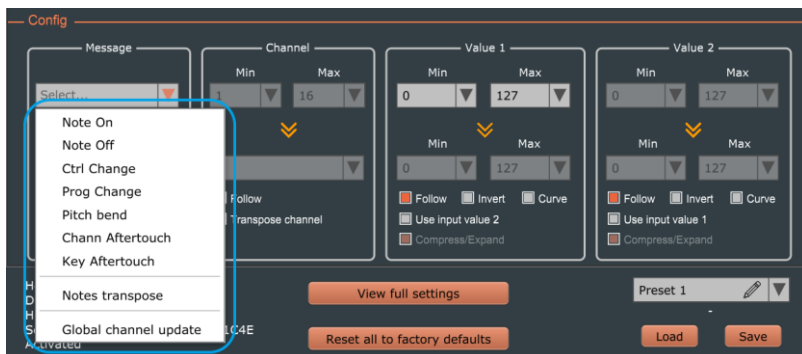 Config
Message
Channel
Value 1
Value 2
Min Max
Min Max
Min Max
Select...
1 16
0 127
0 127
Note On
Note Off
Ctrl Change
Prog Change
Pitch bend
Chann Aftertouch
Key Aftertouch
Notes transpose
Global channel update
Min Max
Min Max
0 127
0 127
Follow
Transpose channel
Follow Invert Curve
Use input value 2
Compress/Expand
Follow Invert Curve
Use input value 1
Compress/Expand
View full settings
Preset 1
-
1C4E
Activated
Reset all to factory defaults
Load
Save